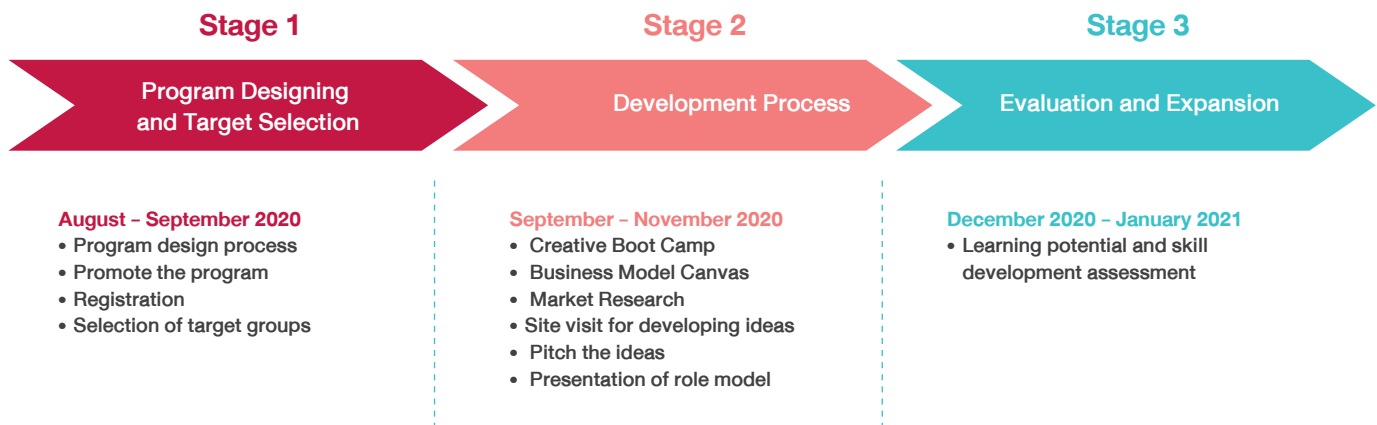 Stage 1
Stage 2
Stage 3
Program Designing
and Target Selection
Development Process
Evaluation and Expansion
August – September 2020
• Program design process
• Promote the program
• Registration
• Selection of target groups
September – November 2020
• Creative Boot Camp
• Business Model Canvas
• Market Research
• Site visit for developing ideas
• Pitch the ideas
• Presentation of role model
December 2020 – January 2021
• Learning potential and skill
development assessment